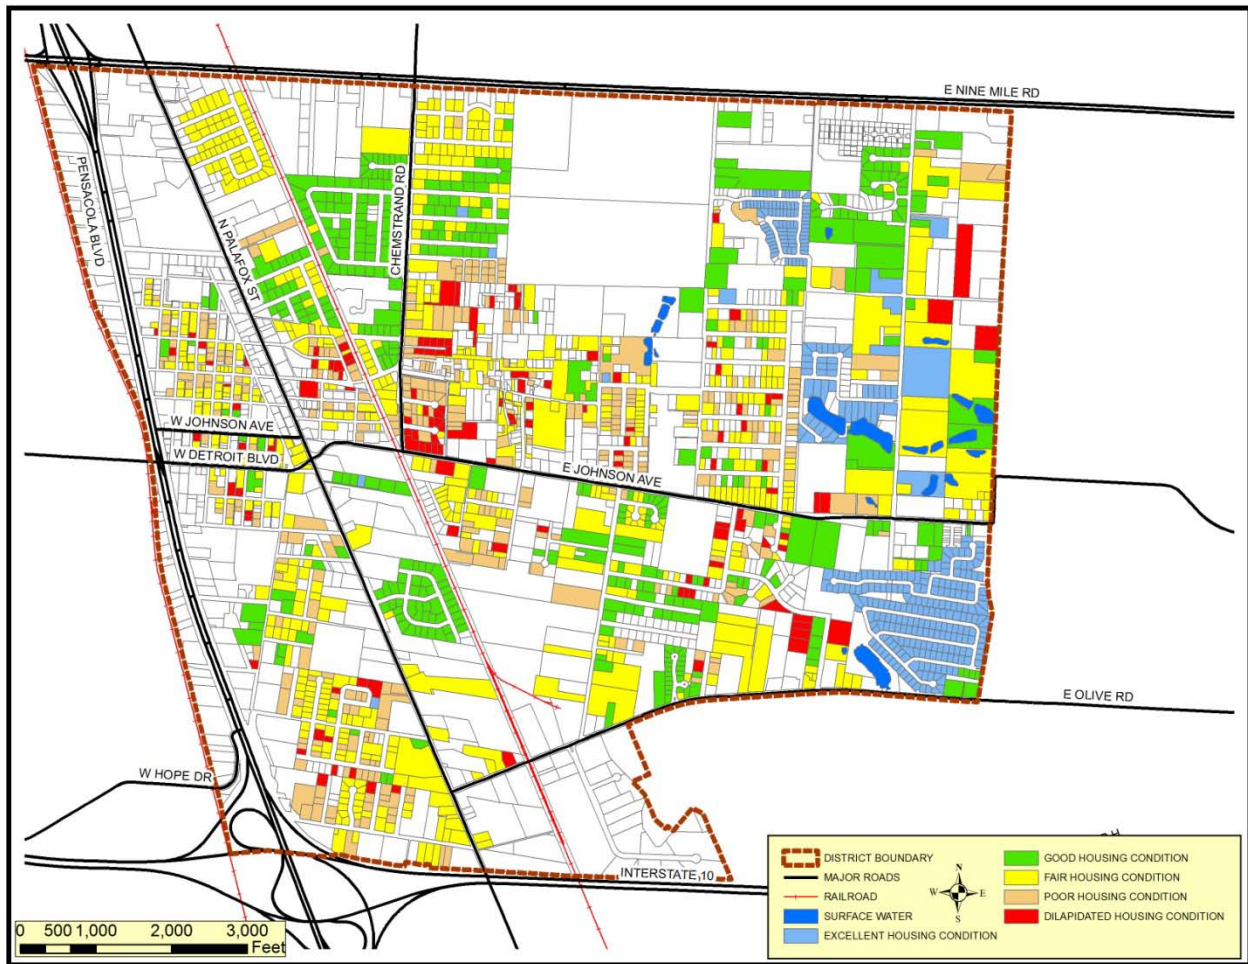 E NINE MILE RD
PENSACOLA BLVD
N PALAFOX ST
CHEMSTRAND RD
W JOHNSON AVE
W DETROIT BLVD
E JOHNSON AVE
E OLIVE RD
W HOPE DR
INTERSTATE 10
DISTRICT BOUNDARY
MAJOR ROADS
RAILROAD
SURFACE WATER
EXCELLENT HOUSING CONDITION
N
W E
S
GOOD HOUSING CONDITION
FAIR HOUSING CONDITION
POOR HOUSING CONDITION
DILAPIDATED HOUSING CONDITION
0 500 1,000 2,000 3,000
Feet